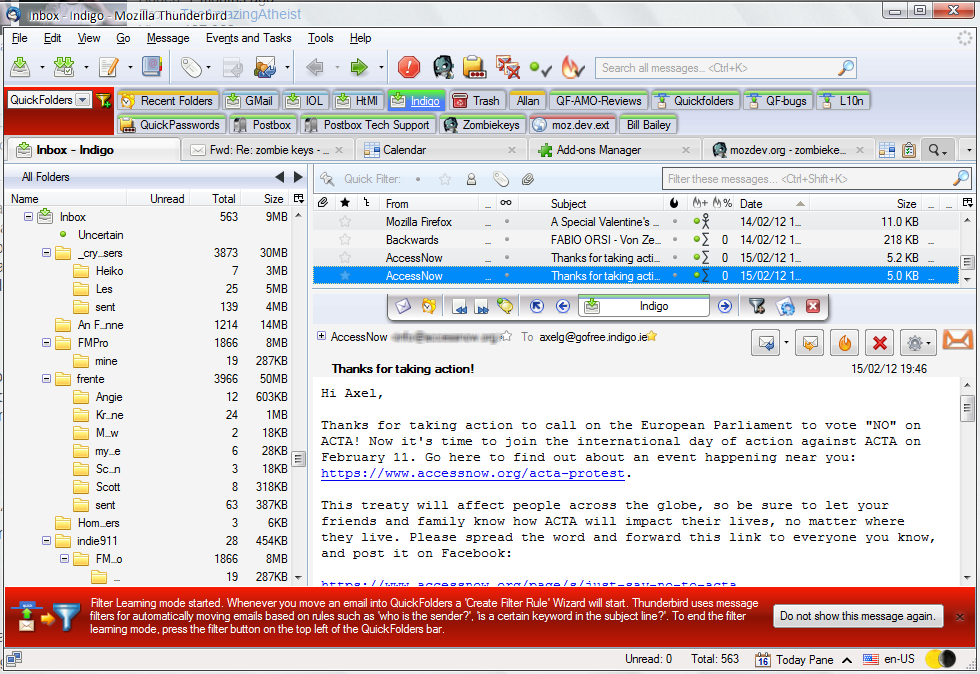 Inbox - Indigo - Mozilla Thunderbird
azingAtheist
File Edit View Go Message Events and Tasks Tools Help
Search all messages... <Ctrl+K>
QuickFolders Recent Folders GMail IOL HtMl Indigo Trash Allan QF-AMO-Reviews Quickfolders QF-bugs L10n
QuickPasswords Postbox Postbox Tech Support Zombiekeys moz.dev.ext Bill Bailey
Inbox - Indigo Fwd: Re: zombie keys - ... Calendar Add-ons Manager mozdev.org - zombieke...
All Folders
Quick Filter: Filter these messages... <Ctrl+Shift+K>
Name Unread Total Size
From ... Subject % Date Size
Inbox 563 9MB
Uncertain
_cry...sers 3873 30MB
Heiko 7 3MB
Les 25 5MB
sent 139 4MB
An F...nne 1214 14MB
FMPro 1866 8MB
mine 19 287KB
frente 3966 50MB
Angie 12 603KB
Kr...ne 24 1MB
M...w 2 18KB
my...e 6 28KB
Sc...n 3 18KB
Scott 8 318KB
sent 63 387KB
Hom...ers 3 6KB
indie911 28 454KB
FM...o 1866 8MB
... 19 287KB
Mozilla Firefox ... A Special Valentine's ... 14/02/12 1... 11.0 KB
Backwards ... FABIO ORSI - Von Ze... 0 14/02/12 1... 218 KB ...
AccessNow ... Thanks for taking acti... 0 15/02/12 1... 5.2 KB ...
AccessNow ... Thanks for taking acti... 0 15/02/12 1... 5.0 KB ...
Indigo
AccessNow To axelg@gofree.indigo.ie
Thanks for taking action! 15/02/12 19:46
Hi Axel,
Thanks for taking action to call on the European Parliament to vote "NO" on
ACTA! Now it's time to join the international day of action against ACTA on
February 11. Go here to find out about an event happening near you:
https://www.accessnow.org/acta-protest.
This treaty will affect people across the globe, so be sure to let your
friends and family know how ACTA will impact their lives, no matter where
they live. Please spread the word and forward this link to everyone you know,
and post it on Facebook:
https://www.accessnow.org/page/s/just-say-no-to-acta
Filter Learning mode started. Whenever you move an email into QuickFolders a 'Create Filter Rule' Wizard will start. Thunderbird uses message
filters for automatically moving emails based on rules such as 'who is the sender?', 'is a certain keyword in the subject line?'. To end the filter
learning mode, press the filter button on the top left of the QuickFolders bar.
Do not show this message again.
Unread: 0 Total: 563 16 Today Pane en-US